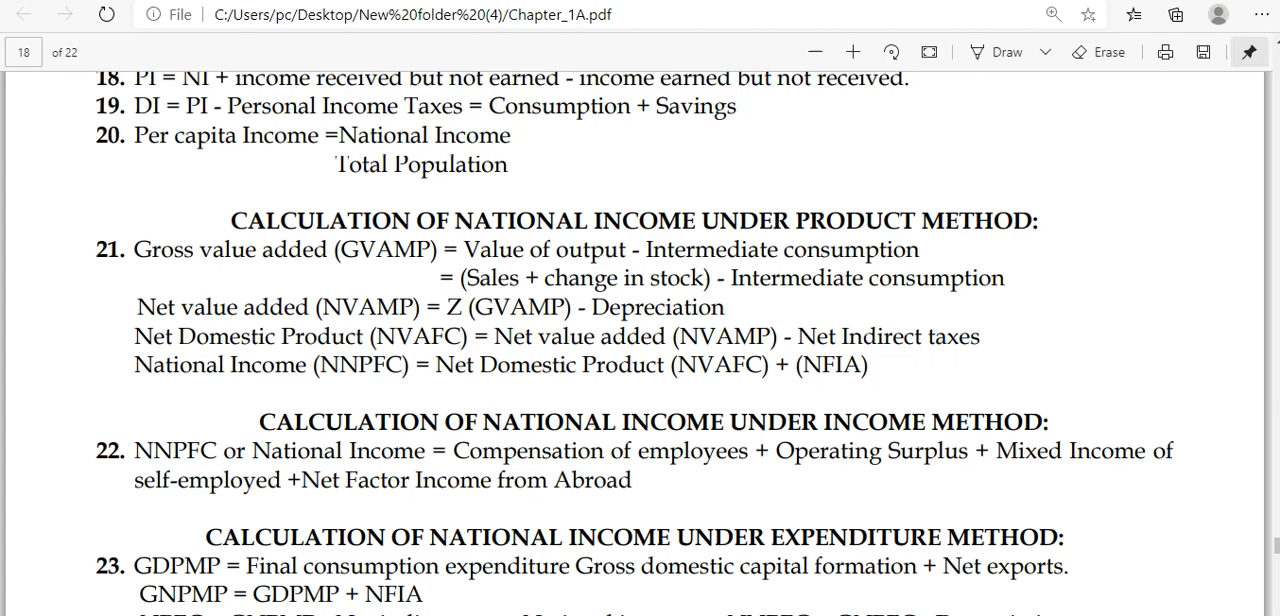 File | C:/Users/pc/Desktop/New%20folder%20(4)/Chapter_1A.pdf
18 of 22 Draw Erase
18. PI = NI + income received but not earned - income earned but not received.
19. DI = PI - Personal Income Taxes = Consumption + Savings
20. Per capita Income =National Income
Total Population
CALCULATION OF NATIONAL INCOME UNDER PRODUCT METHOD:
21. Gross value added (GVAMP) = Value of output - Intermediate consumption
= (Sales + change in stock) - Intermediate consumption
Net value added (NVAMP) = Z (GVAMP) - Depreciation
Net Domestic Product (NVAFC) = Net value added (NVAMP) - Net Indirect taxes
National Income (NNPFC) = Net Domestic Product (NVAFC) + (NFIA)
CALCULATION OF NATIONAL INCOME UNDER INCOME METHOD:
22. NNPFC or National Income = Compensation of employees + Operating Surplus + Mixed Income of
self-employed +Net Factor Income from Abroad
CALCULATION OF NATIONAL INCOME UNDER EXPENDITURE METHOD:
23. GDPMP = Final consumption expenditure Gross domestic capital formation + Net exports.
GNPMP = GDPMP + NFIA